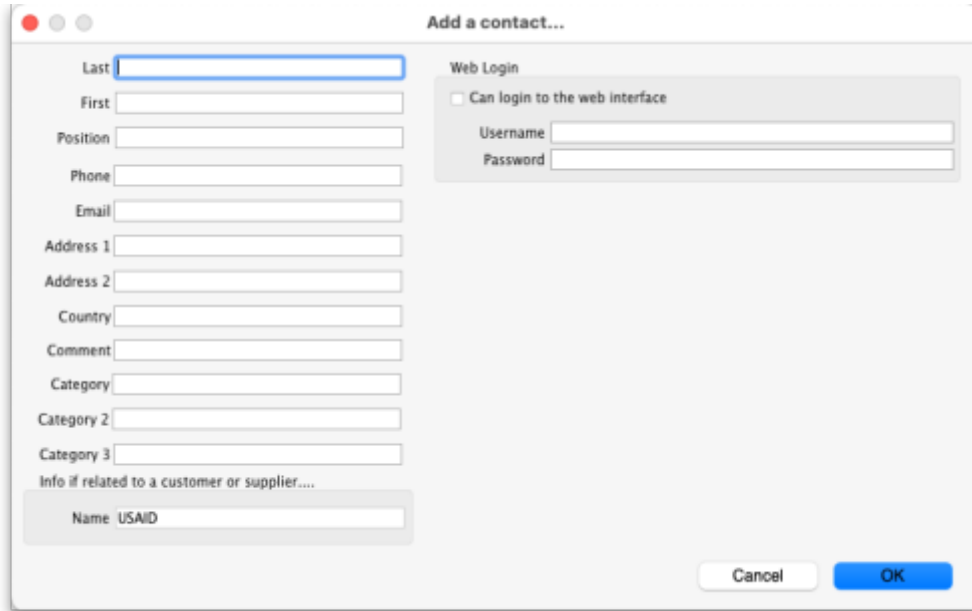 Add a contact...
Last
First
Position
Phone
Email
Address 1
Address 2
Country
Comment
Category
Category 2
Category 3
Info if related to a customer or supplier....
Name USAID
Web Login
Can login to the web interface
Username
Password
Cancel OK